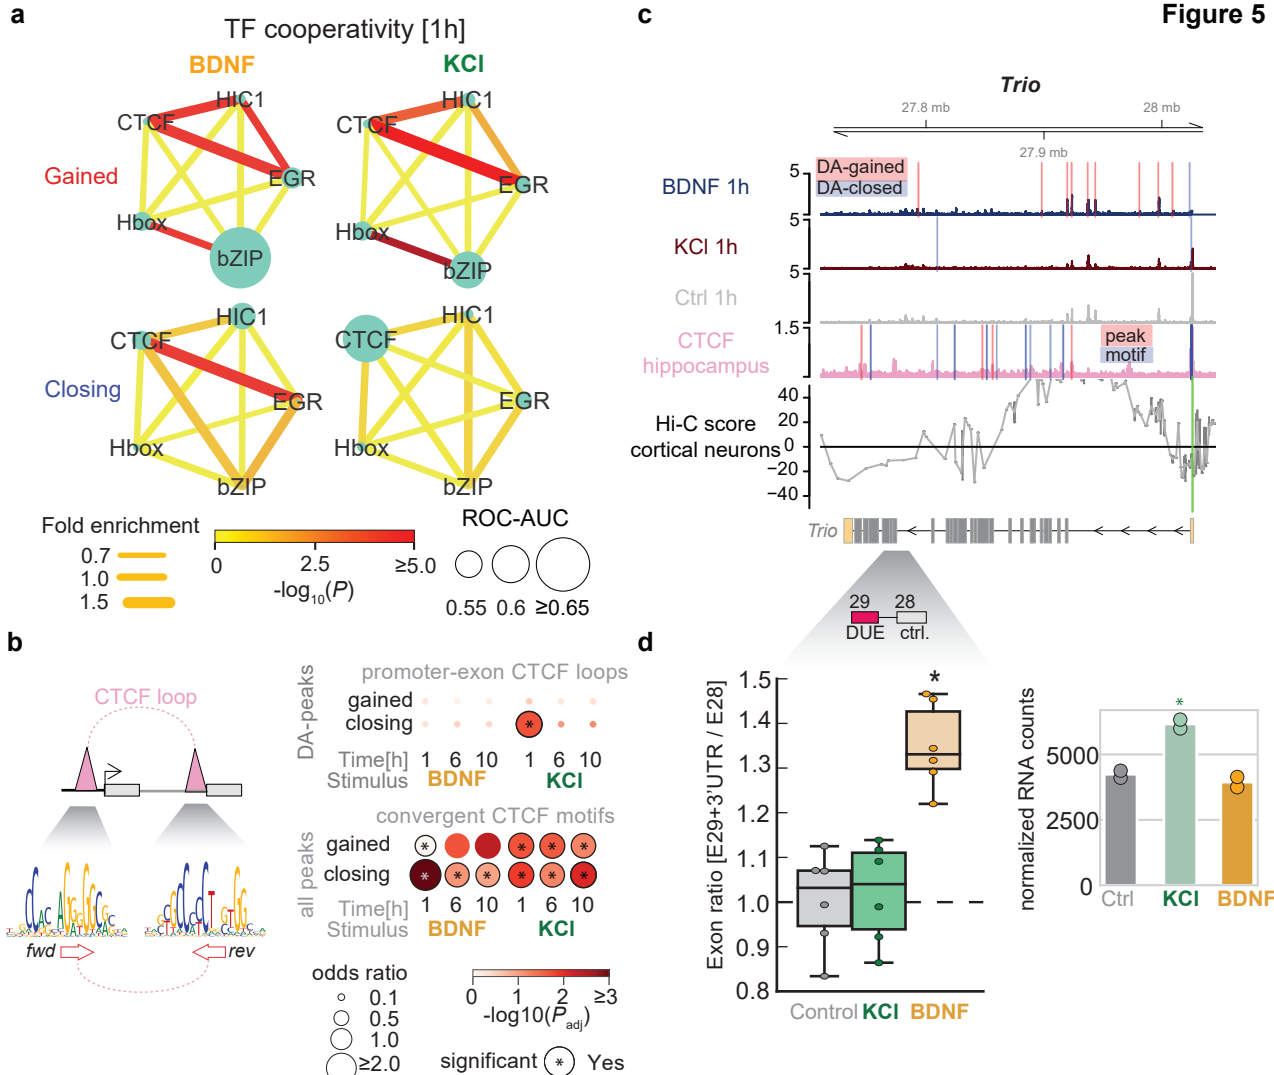 Figure 5
a
TF cooperativity [1h]
BDNF
KCl
HIC1
CTCF
EGR
Hbox
bZIP
HIC1
CTCF
EGR
Hbox
bZIP
Gained
HIC1
CTCF
EGR
Hbox
bZIP
HIC1
CTCF
EGR
Hbox
bZIP
Closing
Fold enrichment
0.7
1.0
1.5
0 2.5 ≥5.0
-log10(P)
ROC-AUC
0.55 0.6 ≥0.65
b
CTCF loop
fwd
rev
DA-peaks
promoter-exon CTCF loops
gained
closing
*
Time[h] 1 6 10 1 6 10
Stimulus BDNF KCl
all peaks
convergent CTCF motifs
gained
* * * *
closing
* * * * * *
Time[h] 1 6 10 1 6 10
Stimulus BDNF KCl
odds ratio
0.1
0.5
1.0
≥2.0
0 1 2 ≥3
-log10(Padj)
significant * Yes
c
Trio
27.8 mb 28 mb
27.9 mb
BDNF 1h
5
DA-gained
DA-closed
KCl 1h
5
Ctrl 1h
5
CTCF
hippocampus
1.5
peak
motif
Hi-C score
cortical neurons
40
20
0
−20
−40
Trio
29 28
DUE ctrl.
d
Exon ratio [E29+3'UTR / E28]
1.5
1.4
1.3
1.2
1.1
1.0
0.9
0.8
*
Control KCl BDNF
normalized RNA counts
5000
2500
0
*
Ctrl KCl BDNF